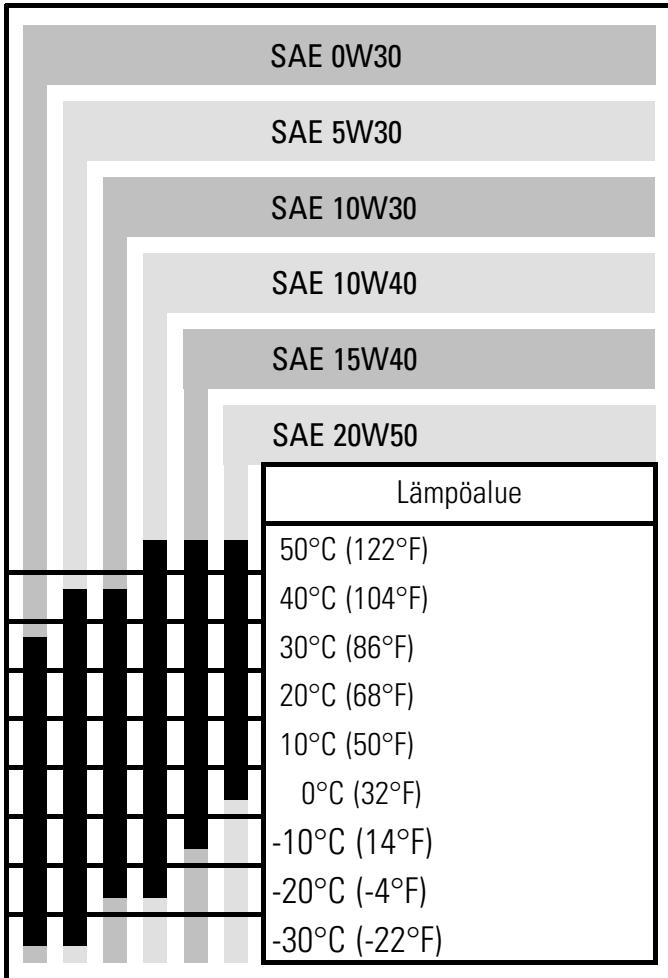 SAE 0W30
SAE 5W30
SAE 10W30
SAE 10W40
SAE 15W40
SAE 20W50
Lämpöalue
50°C (122°F)
40°C (104°F)
30°C (86°F)
20°C (68°F)
10°C (50°F)
0°C (32°F)
-10°C (14°F)
-20°C (-4°F)
-30°C (-22°F)